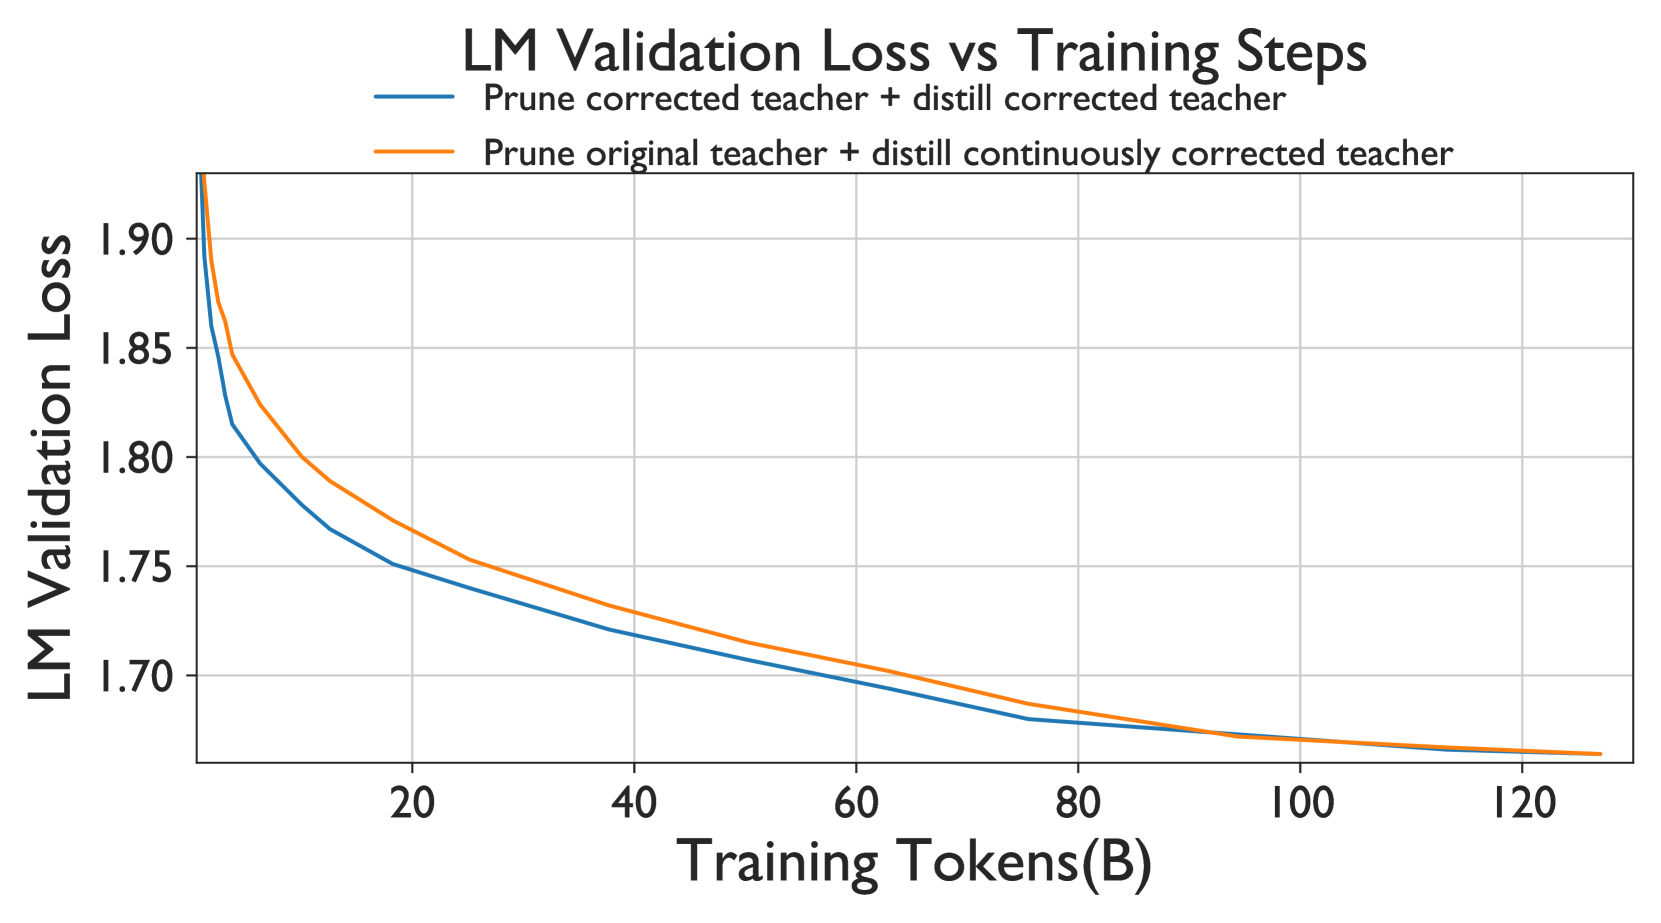 LM Validation Loss vs Training Steps
Prune corrected teacher + distill corrected teacher
Prune original teacher + distill continuously corrected teacher
LM Validation Loss
1.90
1.85
1.80
1.75
1.70
20 40 60 80 100 120
Training Tokens(B)